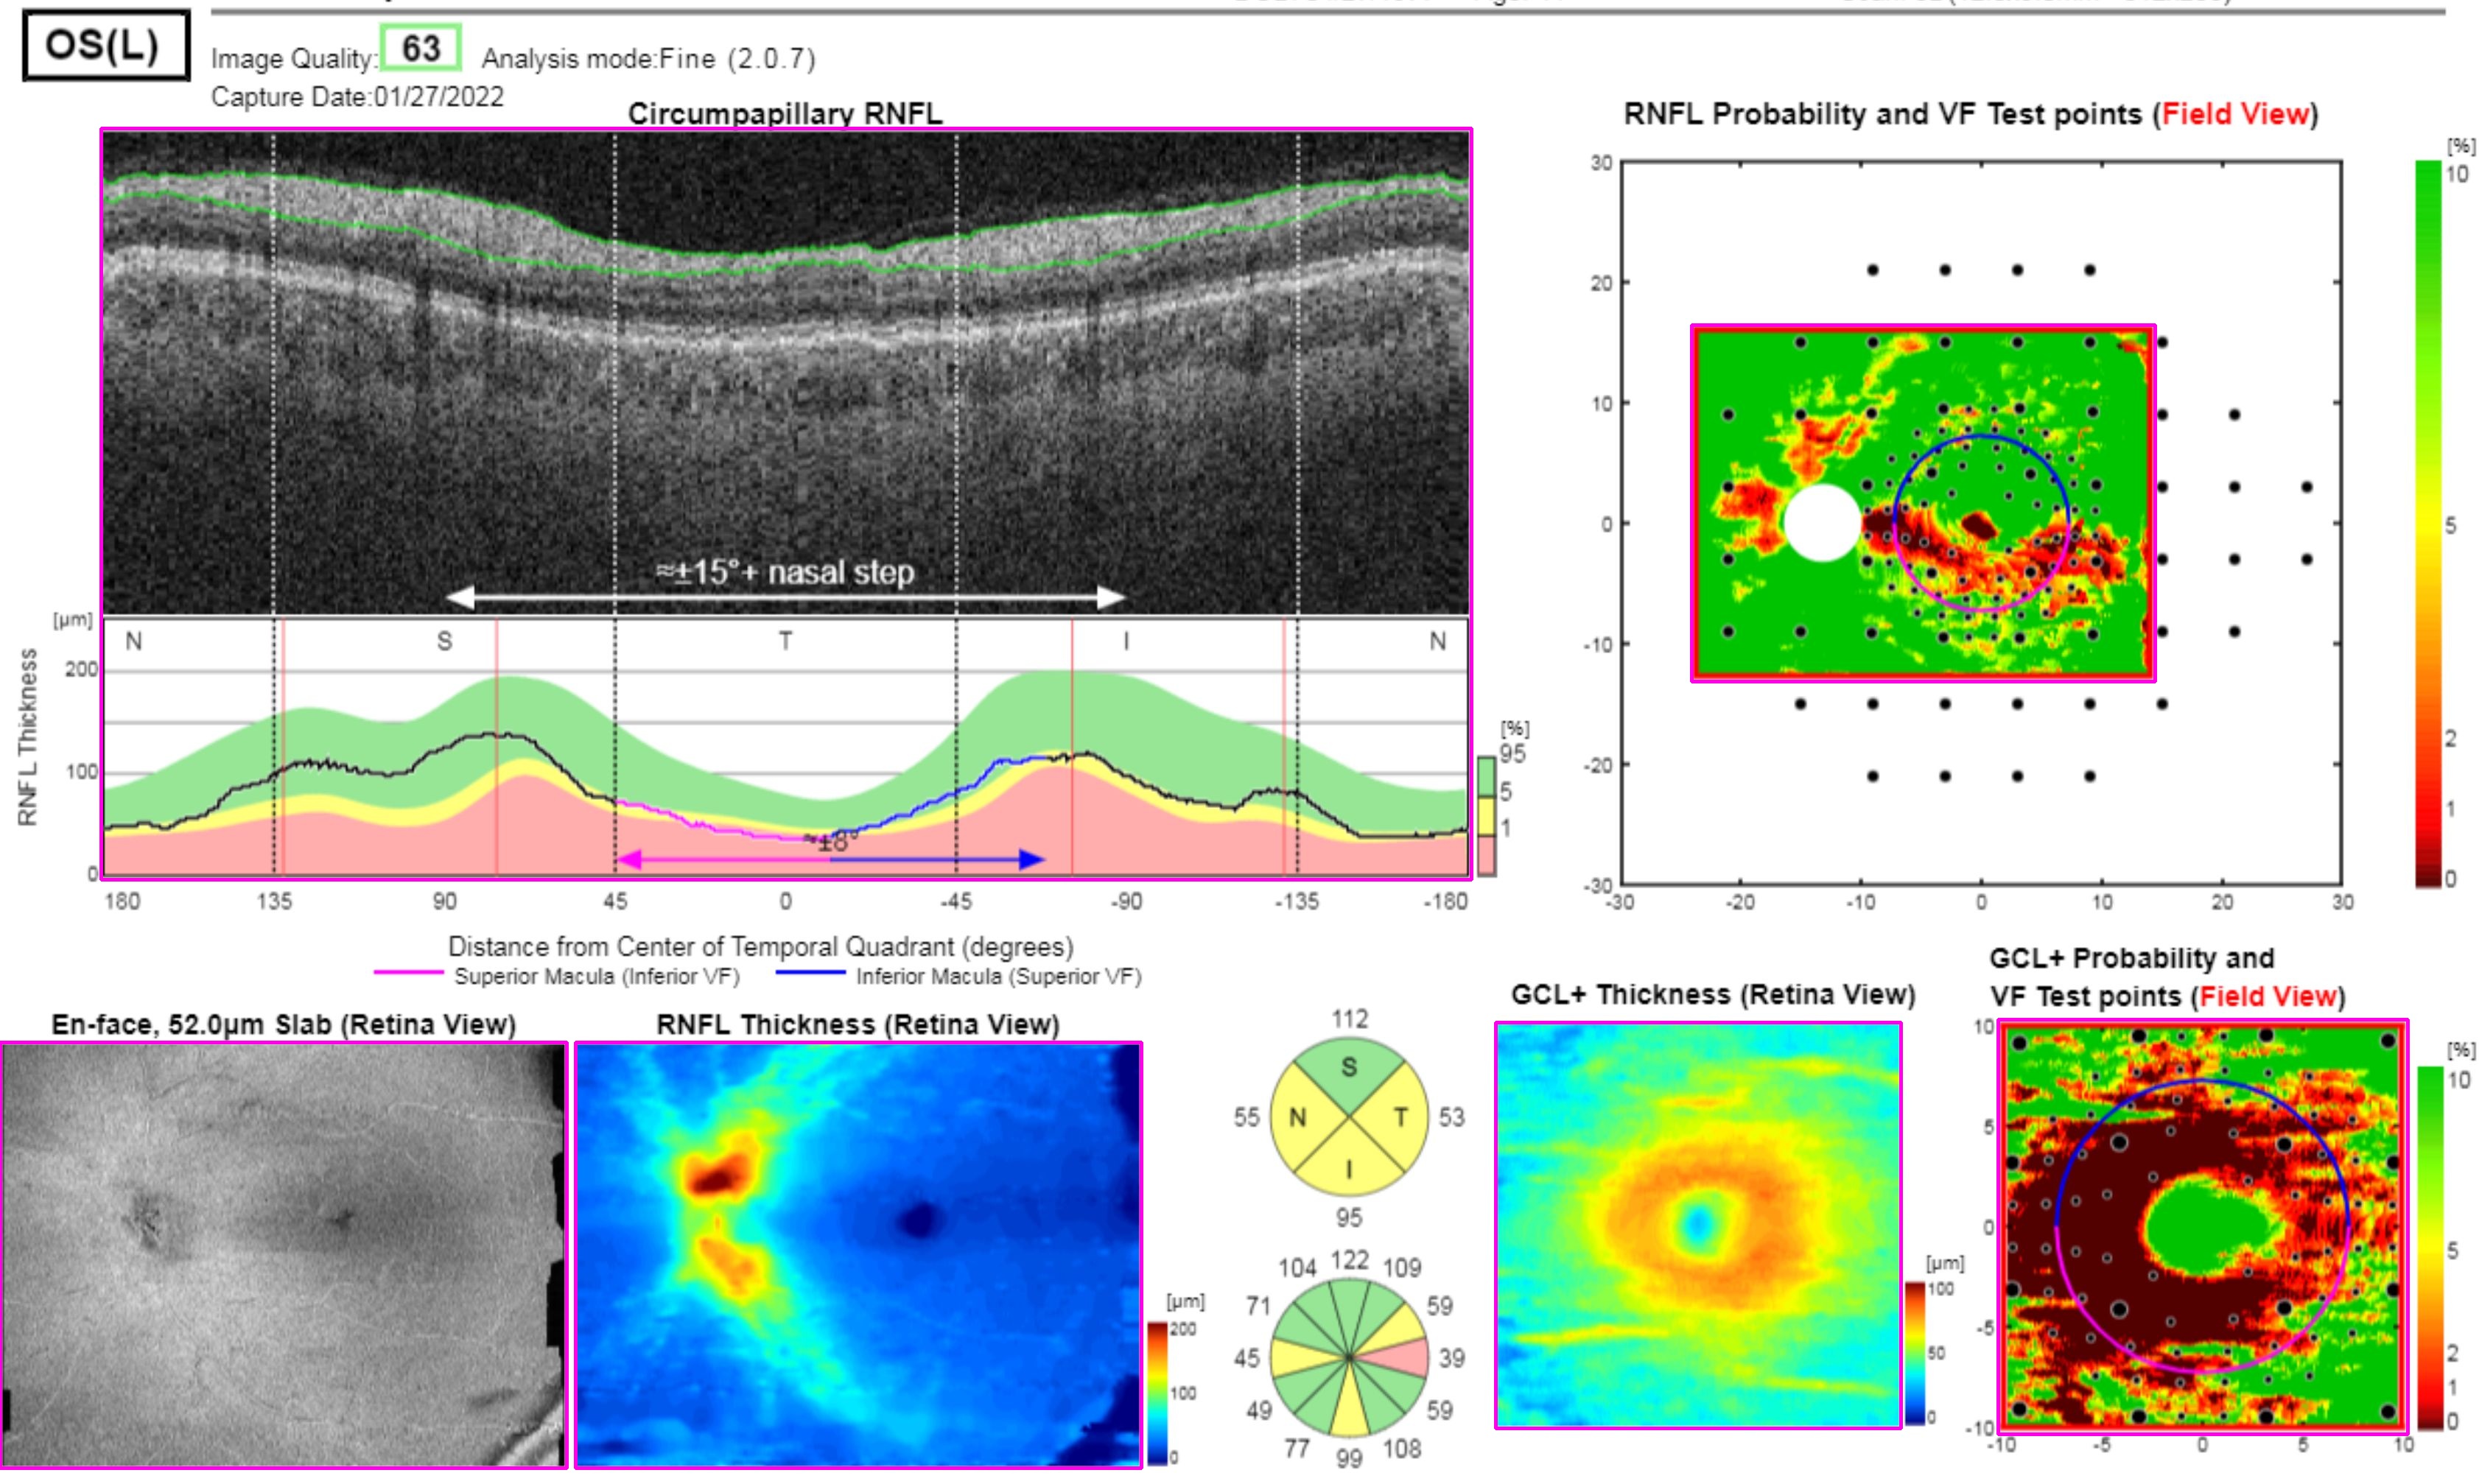 OS(L)
Image Quality: 63 Analysis mode:Fine (2.0.7)
Capture Date:01/27/2022
Circumpapillary RNFL
≈±15°+ nasal step
[µm]
N S T I N
200
100
0
RNFL Thickness
≈±8°
[%]
95
5
1
180 135 90 45 0 -45 -90 -135 -180
Distance from Center of Temporal Quadrant (degrees)
Superior Macula (Inferior VF) Inferior Macula (Superior VF)
RNFL Probability and VF Test points (Field View)
30
20
10
0
-10
-20
-30
-30 -20 -10 0 10 20 30
[%]
10
5
2
1
0
En-face, 52.0µm Slab (Retina View)
RNFL Thickness (Retina View)
[µm]
200
100
0
112
S
55 N T 53
I
95
104 122 109
71 59
45 39
49 59
77 99 108
GCL+ Thickness (Retina View)
[µm]
100
50
0
GCL+ Probability and
VF Test points (Field View)
10
5
0
-5
-10
-10 -5 0 5 10
[%]
10
5
2
1
0